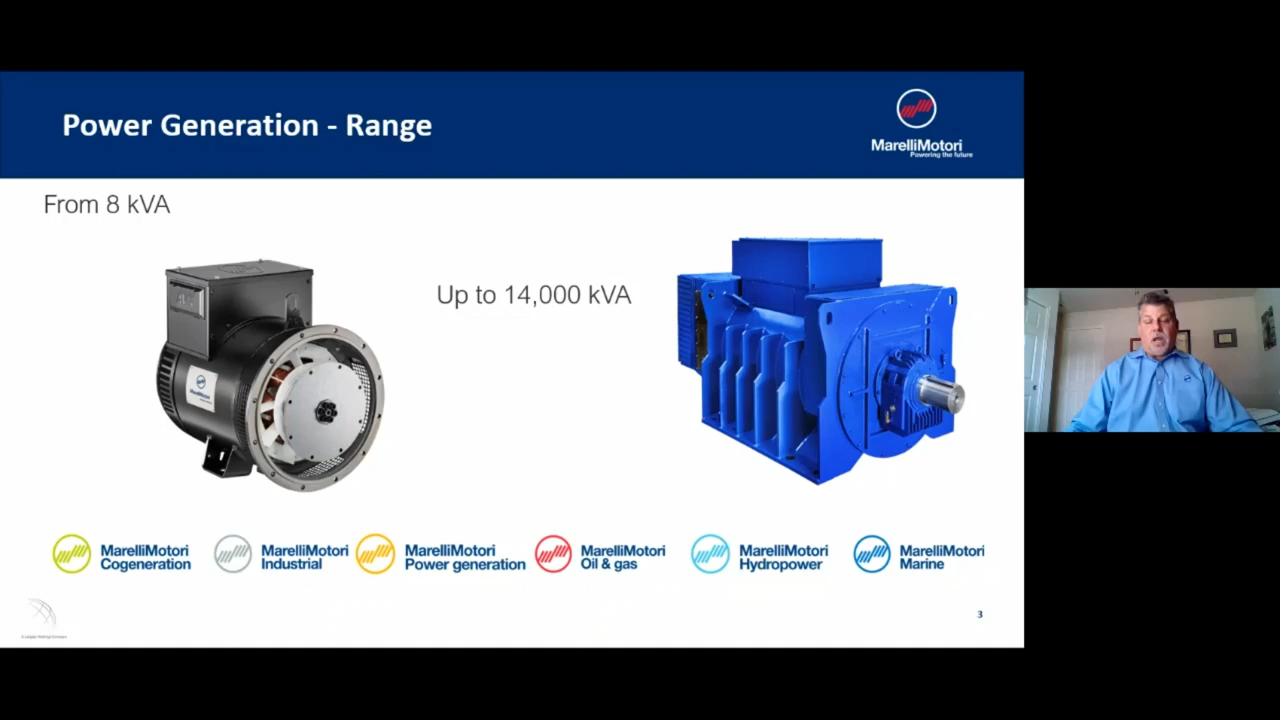 Power Generation - Range
MarelliMotori
Powering the future
From 8 kVA
Up to 14,000 kVA
MarelliMotori
MarelliMotori
Cogeneration
MarelliMotori
Industrial
MarelliMotori
Power generation
MarelliMotori
Oil & gas
MarelliMotori
Hydropower
MarelliMotori
Marine
3